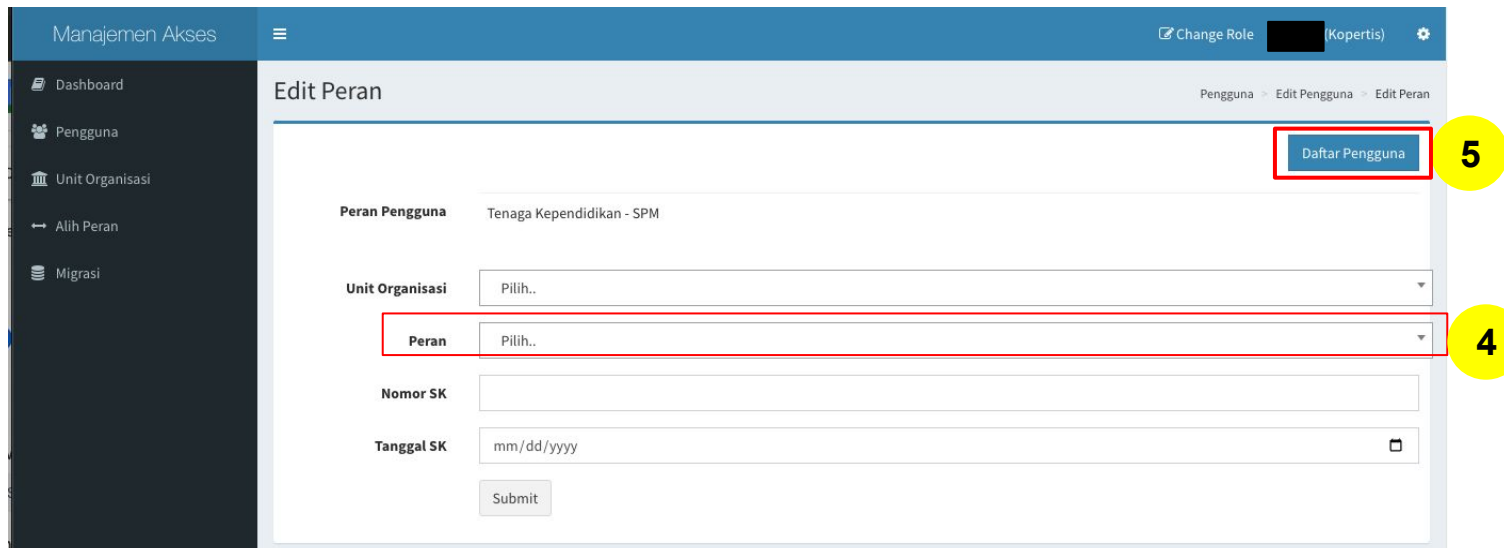 Manajemen Akses
Change Role (Kopertis)
Dashboard
Pengguna
Unit Organisasi
Alih Peran
Migrasi
Edit Peran
Pengguna > Edit Pengguna > Edit Peran
Daftar Pengguna
5
Peran Pengguna Tenaga Kependidikan - SPM
Unit Organisasi Pilih..
Peran Pilih..
4
Nomor SK
Tanggal SK mm/dd/yyyy
Submit